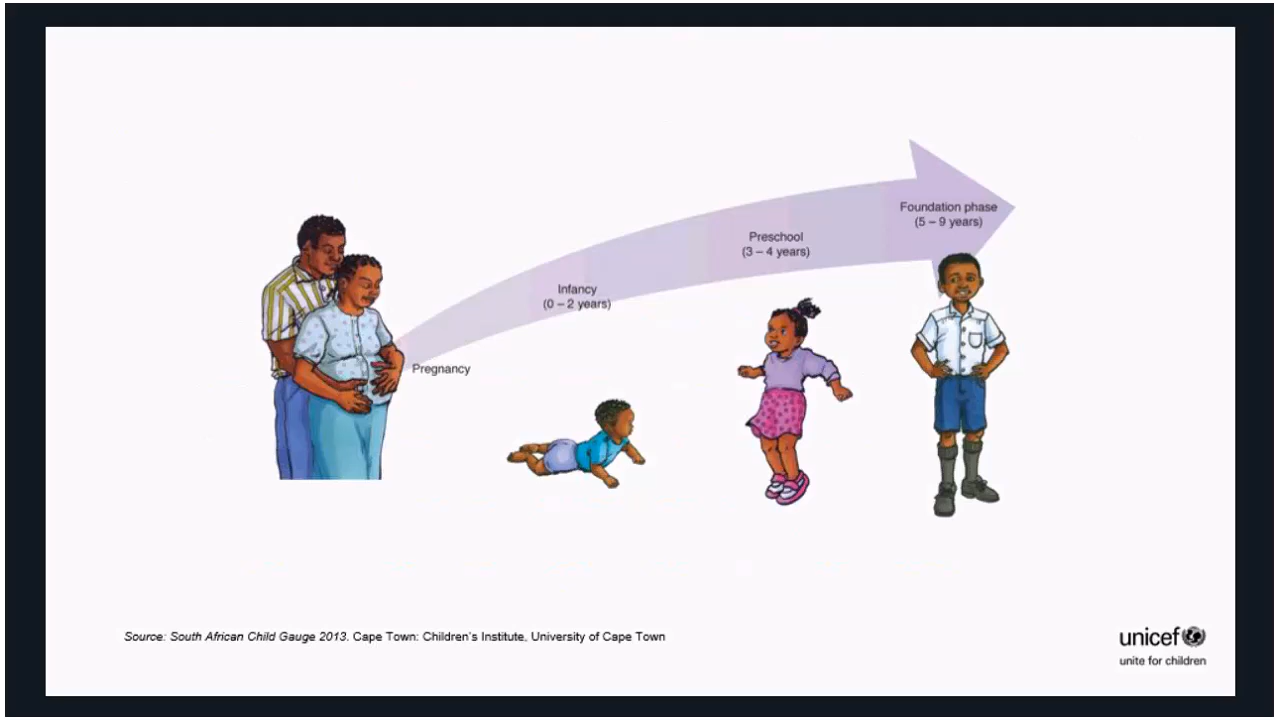 Foundation phase
(5 – 9 years)
Preschool
(3 – 4 years)
Infancy
(0 – 2 years)
Pregnancy
Source: South African Child Gauge 2013. Cape Town: Children's Institute, University of Cape Town
unicef
unite for children